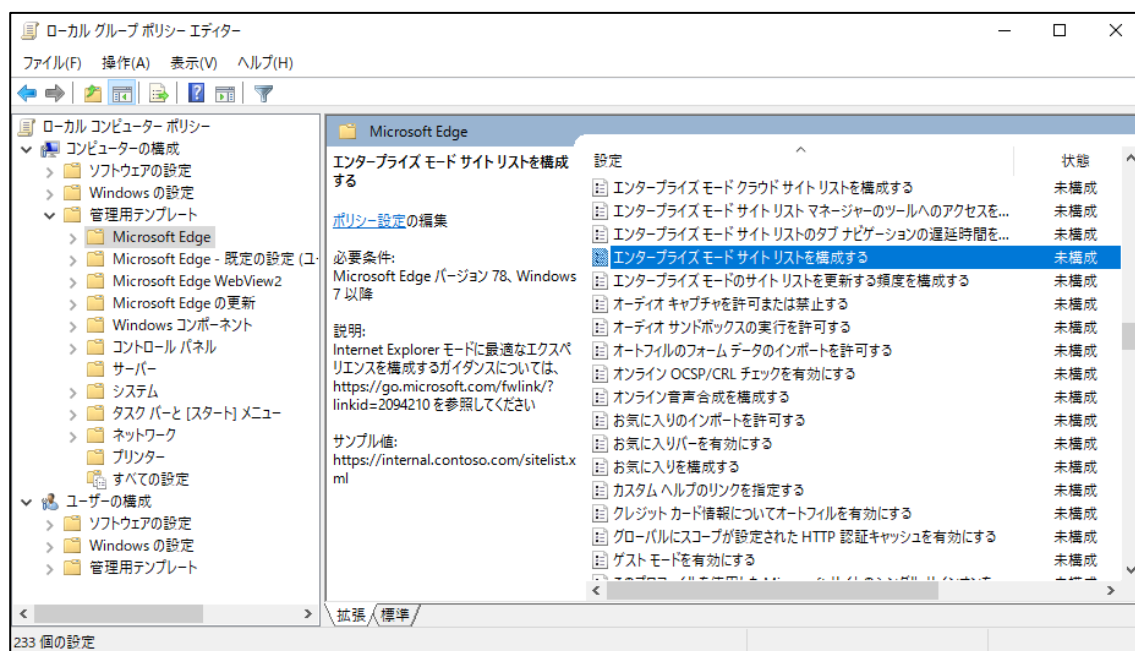 ローカル グループ ポリシー エディター
ファイル(F) 操作(A) 表示(V) ヘルプ(H)
ローカル コンピューター ポリシー
コンピューターの構成
ソフトウェアの設定
Windows の設定
管理用テンプレート
Microsoft Edge
Microsoft Edge - 既定の設定 (ユ
Microsoft Edge WebView2
Microsoft Edge の更新
Windows コンポーネント
コントロール パネル
サーバー
システム
タスク バーと [スタート] メニュー
ネットワーク
プリンター
すべての設定
ユーザーの構成
ソフトウェアの設定
Windows の設定
管理用テンプレート
Microsoft Edge
エンタープライズ モード サイト リストを構成
する
ポリシー設定の編集
必要条件:
Microsoft Edge バージョン 78、Windows
7 以降
説明:
Internet Explorer モードに最適なエクスペ
リエンスを構成するガイダンスについては、
https://go.microsoft.com/fwlink/?
linkid=2094210 を参照してください
サンプル値:
https://internal.contoso.com/sitelist.x
ml
設定 状態
エンタープライズ モード クラウド サイト リストを構成する 未構成
エンタープライズ モード サイト リスト マネージャーのツールへのアクセスを... 未構成
エンタープライズ モード サイト リストのタブ ナビゲーションの遅延時間を... 未構成
エンタープライズ モード サイト リストを構成する 未構成
エンタープライズ モードのサイト リストを更新する頻度を構成する 未構成
オーディオ キャプチャを許可または禁止する 未構成
オーディオ サンドボックスの実行を許可する 未構成
オートフィルのフォーム データのインポートを許可する 未構成
オンライン OCSP/CRL チェックを有効にする 未構成
オンライン音声合成を構成する 未構成
お気に入りのインポートを許可する 未構成
お気に入りバーを有効にする 未構成
お気に入りを構成する 未構成
カスタム ヘルプのリンクを指定する 未構成
クレジット カード情報についてオートフィルを有効にする 未構成
グローバルにスコープが設定された HTTP 認証キャッシュを有効にする 未構成
ゲスト モードを有効にする 未構成
拡張 標準
233 個の設定